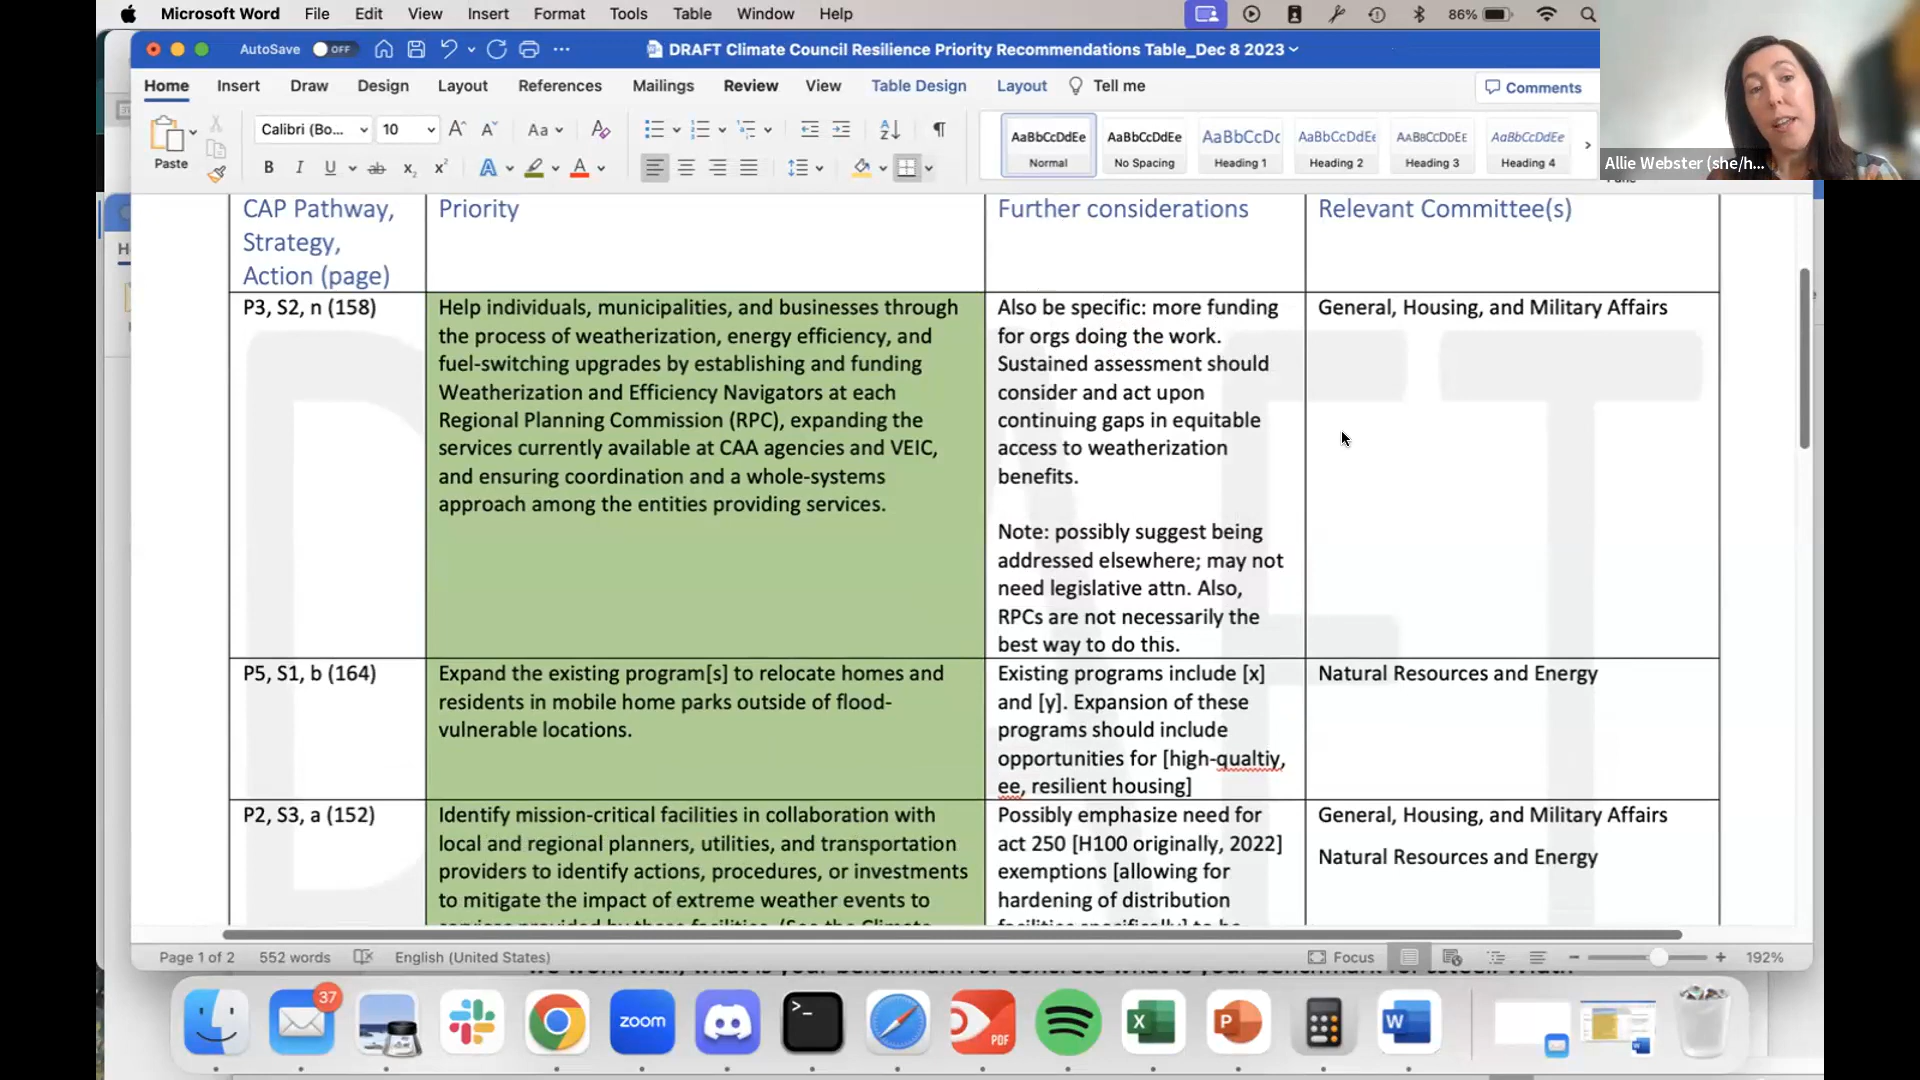 Microsoft Word File Edit View Insert Format Tools Table Window Help 86%
AutoSave OFF DRAFT Climate Council Resilience Priority Recommendations Table_Dec 8 2023
Home Insert Draw Design Layout References Mailings Review View Table Design Layout Tell me Comments
Paste Calibri (Bo... 10
AaBbCcDdEe AaBbCcDdEe AaBbCcDc AaBbCcDdEe AaBbCcDdEe AaBbCcDdEe
Normal No Spacing Heading 1 Heading 2 Heading 3 Heading 4
Allie Webster (she/h...
CAP Pathway,
Strategy,
Action (page)
Priority
Further considerations
Relevant Committee(s)
P3, S2, n (158)
Help individuals, municipalities, and businesses through
the process of weatherization, energy efficiency, and
fuel-switching upgrades by establishing and funding
Weatherization and Efficiency Navigators at each
Regional Planning Commission (RPC), expanding the
services currently available at CAA agencies and VEIC,
and ensuring coordination and a whole-systems
approach among the entities providing services.
Also be specific: more funding
for orgs doing the work.
Sustained assessment should
consider and act upon
continuing gaps in equitable
access to weatherization
benefits.
Note: possibly suggest being
addressed elsewhere; may not
need legislative attn. Also,
RPCs are not necessarily the
best way to do this.
General, Housing, and Military Affairs
P5, S1, b (164)
Expand the existing program[s] to relocate homes and
residents in mobile home parks outside of flood-
vulnerable locations.
Existing programs include [x]
and [y]. Expansion of these
programs should include
opportunities for [high-qualtiy,
ee, resilient housing]
Natural Resources and Energy
P2, S3, a (152)
Identify mission-critical facilities in collaboration with
local and regional planners, utilities, and transportation
providers to identify actions, procedures, or investments
to mitigate the impact of extreme weather events to
Possibly emphasize need for
act 250 [H100 originally, 2022]
exemptions [allowing for
hardening of distribution
General, Housing, and Military Affairs
Natural Resources and Energy
Page 1 of 2 552 words English (United States) Focus 192%
37
zoom
PDF